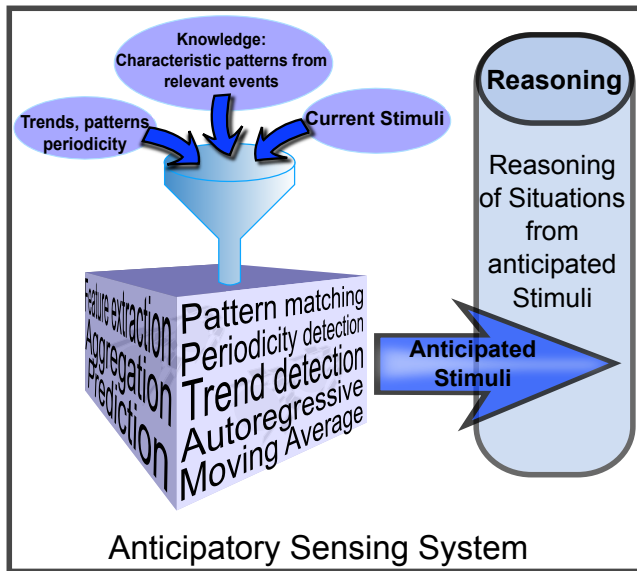 Knowledge:
Characteristic patterns from
relevant events
Trends, patterns
periodicity
Current Stimuli
Feature extraction
Aggregation
Prediction
Pattern matching
Periodicity detection
Trend detection
Autoregressive
Moving Average
Anticipated
Stimuli
Reasoning
Reasoning
of Situations
from
anticipated
Stimuli
Anticipatory Sensing System